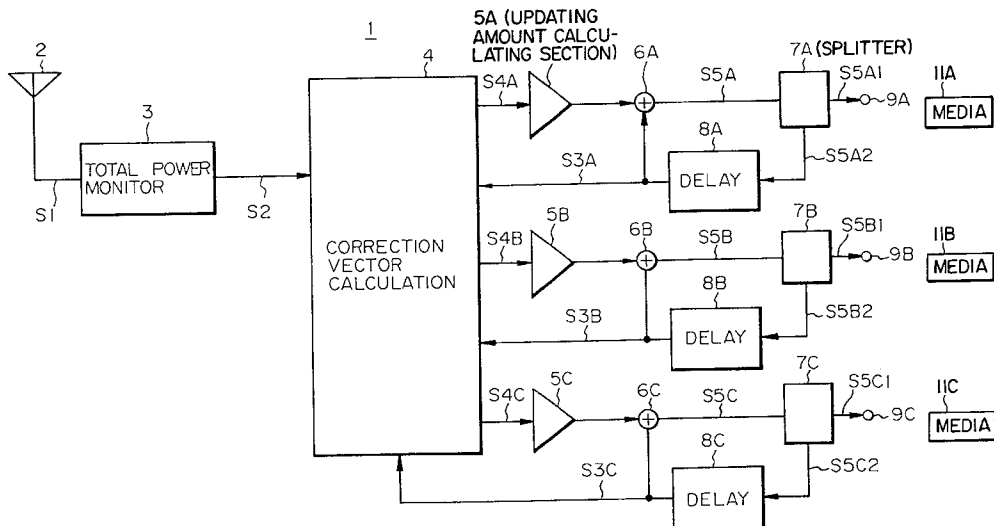 1
2
3
TOTAL POWER
MONITOR
S1
S2
4
CORRECTION
VECTOR
CALCULATION
5A (UPDATING
AMOUNT CALCU-
LATING SECTION)
S4A
6A
S5A
7A (SPLITTER)
S5A1
9A
11A
MEDIA
S3A
8A
DELAY
S5A2
5B
S4B
6B
S5B
7B
S5B1
9B
11B
MEDIA
S3B
8B
DELAY
S5B2
5C
S4C
6C
S5C
7C
S5C1
9C
11C
MEDIA
S3C
8C
DELAY
S5C2